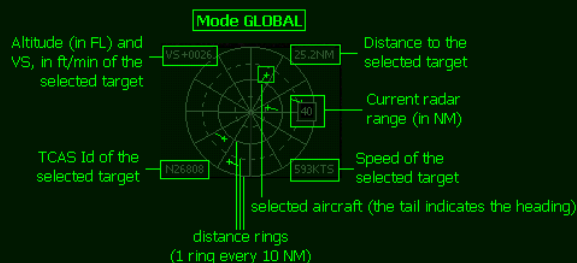 Mode GLOBAL
Altitude (in FL) and
VS, in ft/min of the
selected target
VS+0026.
25.2NM
Distance to the
selected target
40
Current radar
range (in NM)
TCAS Id of the
selected target
N26808
593KTS
Speed of the
selected target
selected aircraft (the tail indicates the heading)
distance rings
(1 ring every 10 NM)